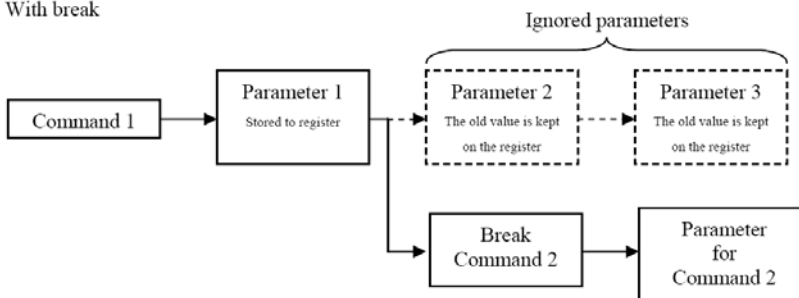 With break
Ignored parameters
Command 1
Parameter 1
Stored to register
Parameter 2
The old value is kept
on the register
Parameter 3
The old value is kept
on the register
Break
Command 2
Parameter
for
Command 2